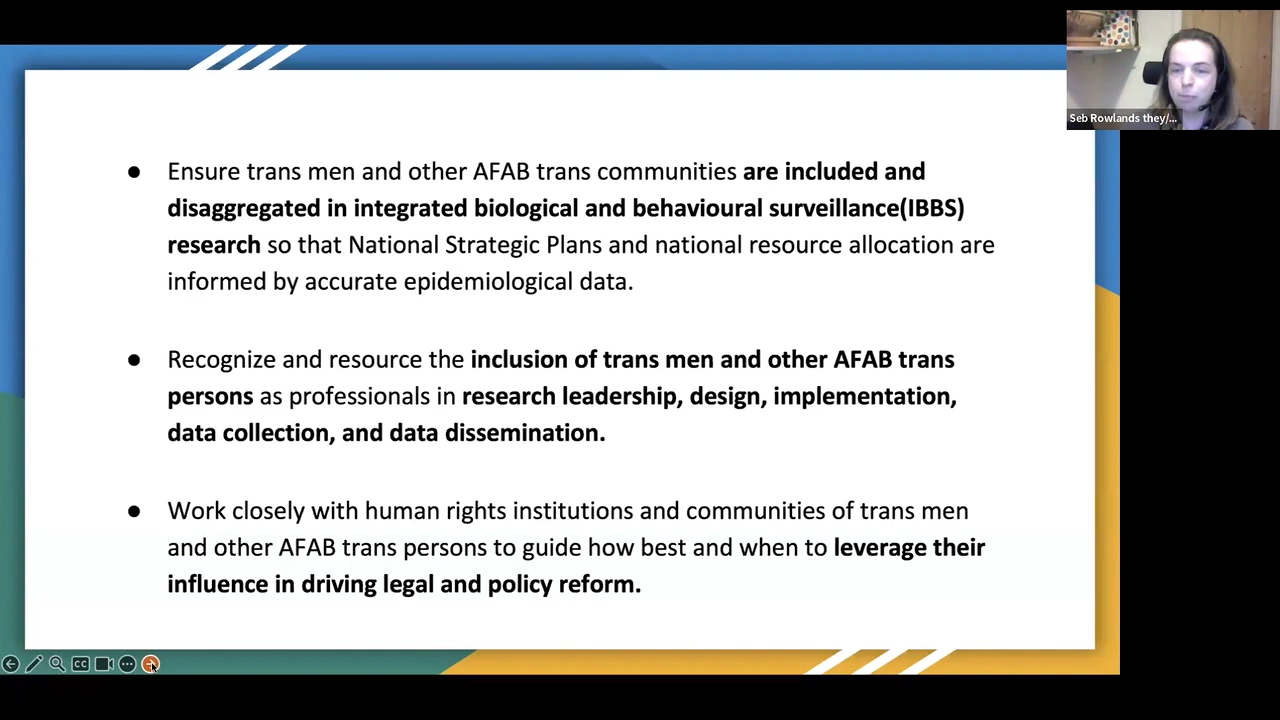 Seb Rowlands they/...
● Ensure trans men and other AFAB trans communities are included and
disaggregated in integrated biological and behavioural surveillance(IBBS)
research so that National Strategic Plans and national resource allocation are
informed by accurate epidemiological data.
● Recognize and resource the inclusion of trans men and other AFAB trans
persons as professionals in research leadership, design, implementation,
data collection, and data dissemination.
● Work closely with human rights institutions and communities of trans men
and other AFAB trans persons to guide how best and when to leverage their
influence in driving legal and policy reform.
CC